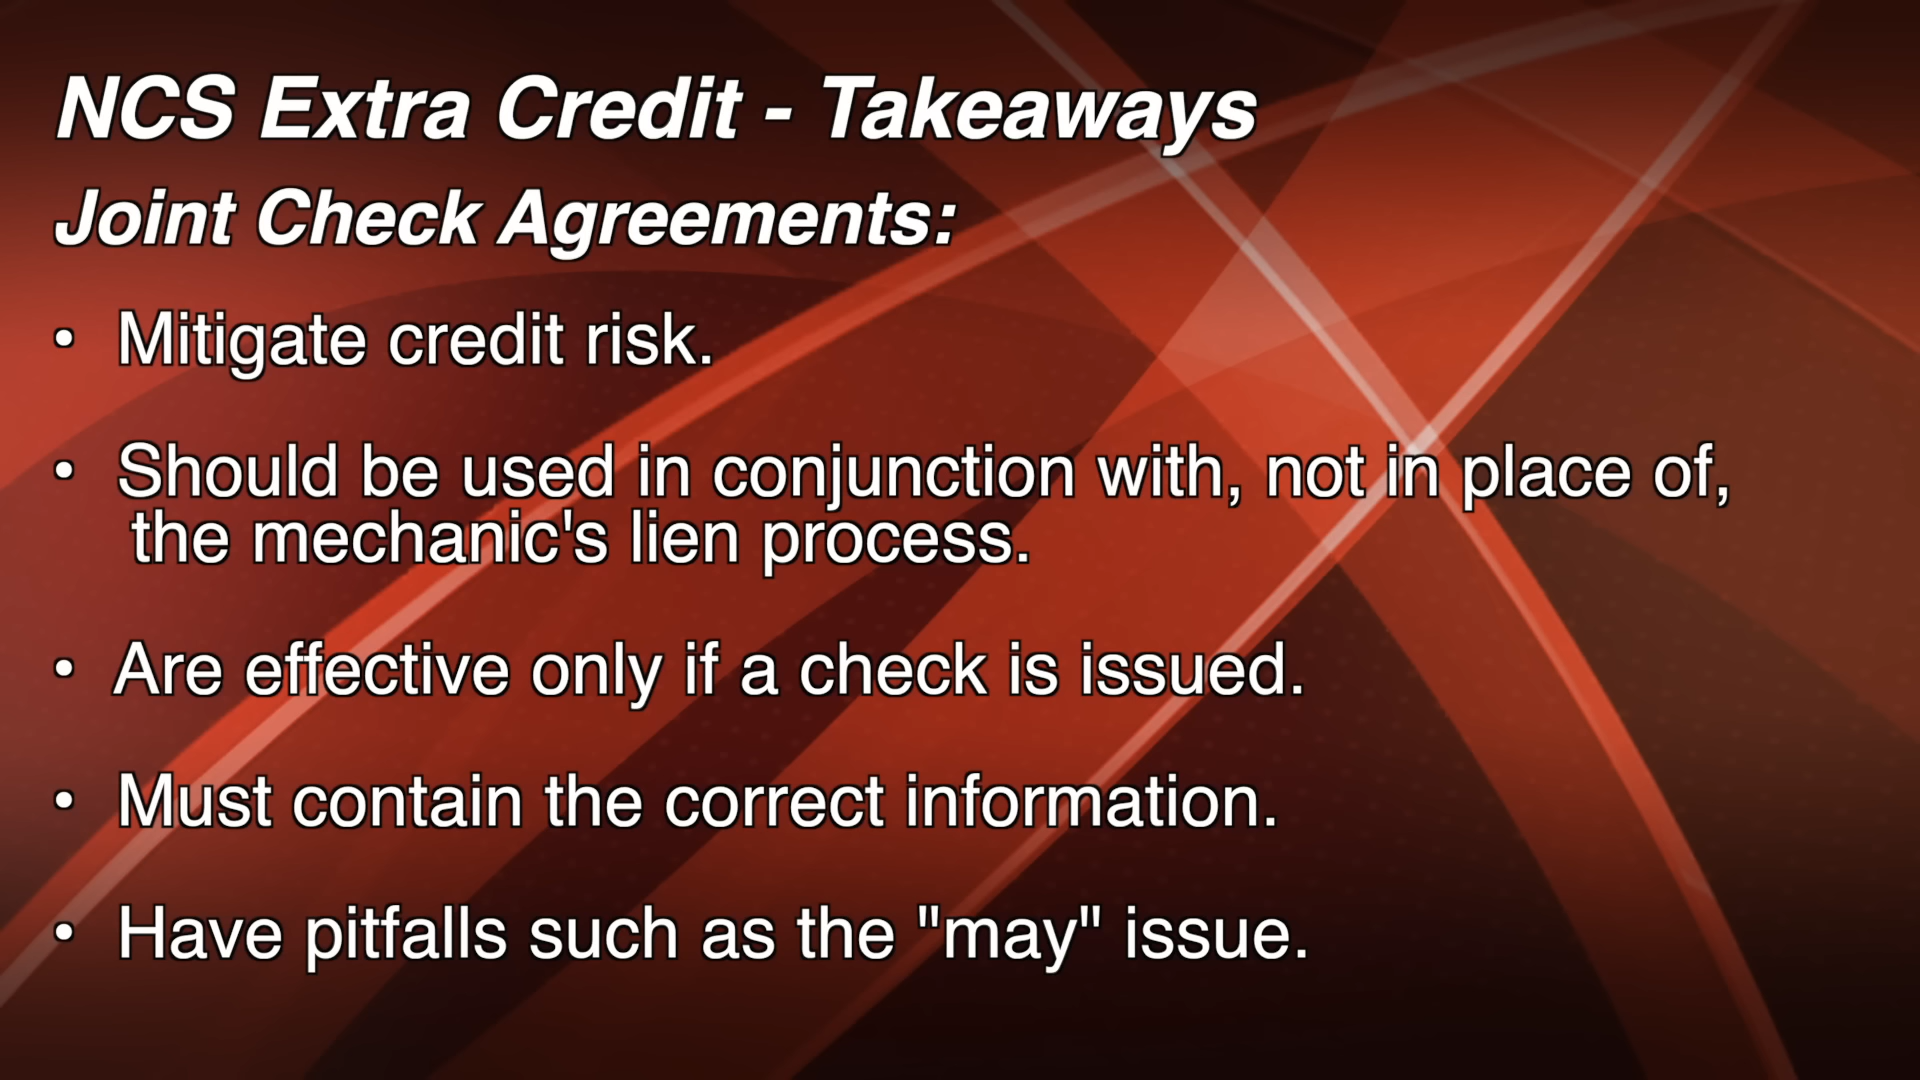 NCS Extra Credit - Takeaways
Joint Check Agreements:
• Mitigate credit risk.
• Should be used in conjunction with, not in place of,
the mechanic's lien process.
• Are effective only if a check is issued.
• Must contain the correct information.
• Have pitfalls such as the "may" issue.